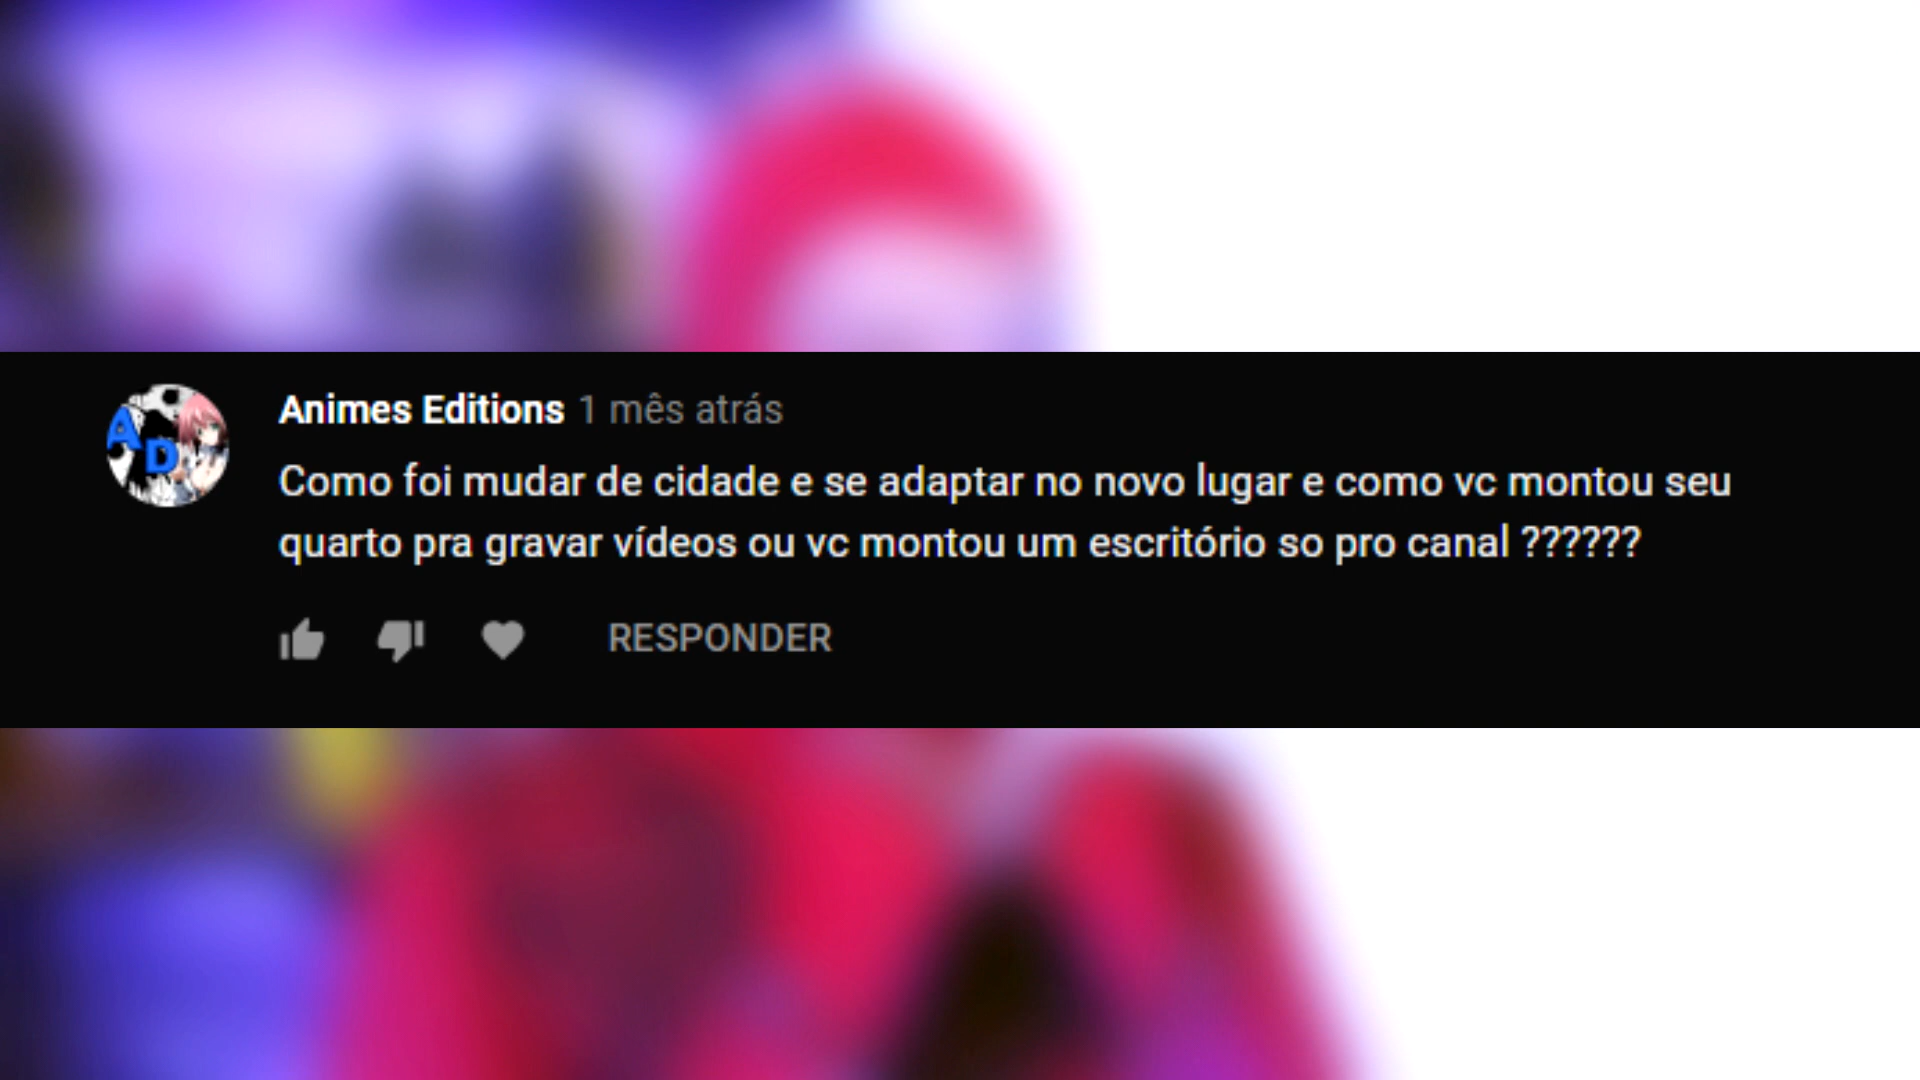 Animes Editions 1 mês atrás
Como foi mudar de cidade e se adaptar no novo lugar e como vc montou seu
quarto pra gravar vídeos ou vc montou um escritório so pro canal ??????
RESPONDER
A
D